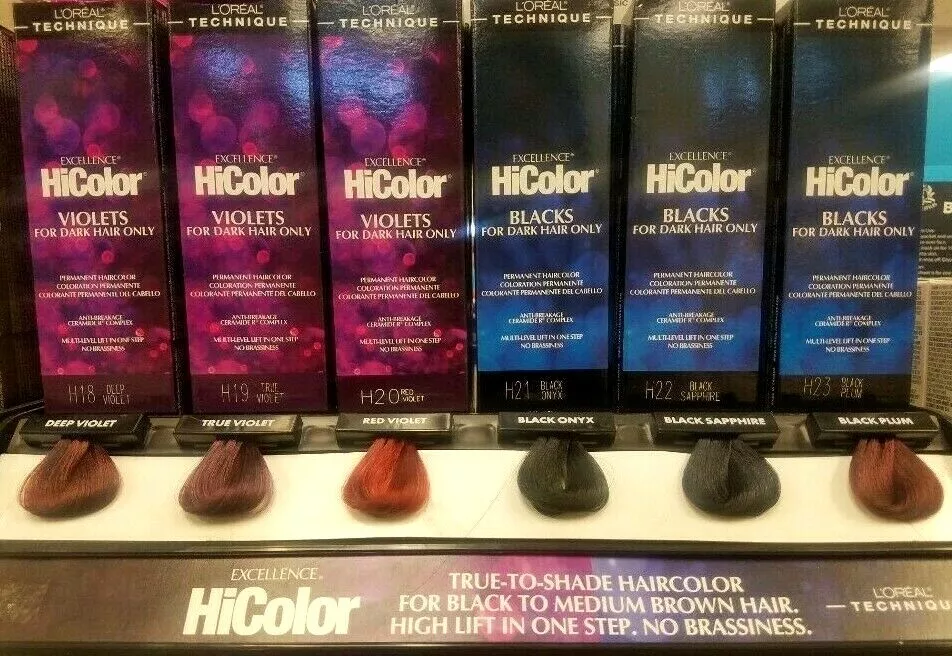 L'ORÉAL
TECHNIQUE
EXCELLENCE®
HiColor
VIOLETS
FOR DARK HAIR ONLY
PERMANENT HAIRCOLOR
COLORATION PERMANENTE
COLORANTE PERMANENTE DEL CABELLO
ANTI-BREAKAGE
CERAMIDE R® COMPLEX
MULTI-LEVEL LIFT IN ONE STEP
NO BRASSINESS
H18 DEEP
VIOLET
L'ORÉAL
TECHNIQUE
EXCELLENCE®
HiColor
VIOLETS
FOR DARK HAIR ONLY
PERMANENT HAIRCOLOR
COLORATION PERMANENTE
COLORANTE PERMANENTE DEL CABELLO
ANTI-BREAKAGE
CERAMIDE R® COMPLEX
MULTI-LEVEL LIFT IN ONE STEP
NO BRASSINESS
H19 TRUE
VIOLET
L'ORÉAL
TECHNIQUE
EXCELLENCE®
HiColor
VIOLETS
FOR DARK HAIR ONLY
PERMANENT HAIRCOLOR
COLORATION PERMANENTE
COLORANTE PERMANENTE DEL CABELLO
ANTI-BREAKAGE
CERAMIDE R® COMPLEX
MULTI-LEVEL LIFT IN ONE STEP
NO BRASSINESS
H20 RED
VIOLET
L'ORÉAL
TECHNIQUE
EXCELLENCE®
HiColor
BLACKS
FOR DARK HAIR ONLY
PERMANENT HAIRCOLOR
COLORATION PERMANENTE
COLORANTE PERMANENTE DEL CABELLO
ANTI-BREAKAGE
CERAMIDE R® COMPLEX
MULTI-LEVEL LIFT IN ONE STEP
NO BRASSINESS
H21 BLACK
ONYX
L'ORÉAL
TECHNIQUE
EXCELLENCE®
HiColor
BLACKS
FOR DARK HAIR ONLY
PERMANENT HAIRCOLOR
COLORATION PERMANENTE
COLORANTE PERMANENTE DEL CABELLO
ANTI-BREAKAGE
CERAMIDE R® COMPLEX
MULTI-LEVEL LIFT IN ONE STEP
NO BRASSINESS
H22 BLACK
SAPPHIRE
L'ORÉAL
TECHNIQUE
EXCELLENCE®
HiColor
BLACKS
FOR DARK HAIR ONLY
PERMANENT HAIRCOLOR
COLORATION PERMANENTE
COLORANTE PERMANENTE DEL CABELLO
ANTI-BREAKAGE
CERAMIDE R® COMPLEX
MULTI-LEVEL LIFT IN ONE STEP
NO BRASSINESS
H23 BLACK
PLUM
DEEP VIOLET
TRUE VIOLET
RED VIOLET
BLACK ONYX
BLACK SAPPHIRE
BLACK PLUM
EXCELLENCE®
HiColor
TRUE-TO-SHADE HAIRCOLOR
FOR BLACK TO MEDIUM BROWN HAIR.
HIGH LIFT IN ONE STEP. NO BRASSINESS.
L'ORÉAL
TECHNIQUE